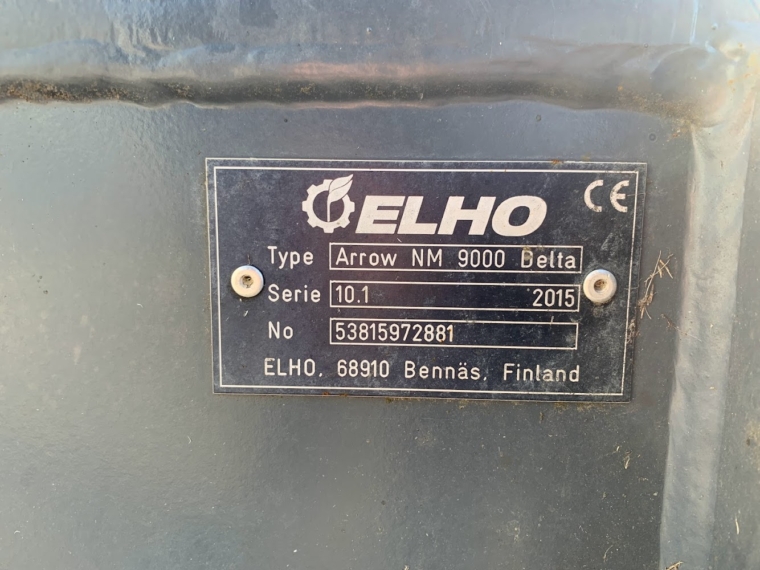 ELHO
CE
Type Arrow NM 9000 Delta
Serie 10.1 2015
No 53815972881
ELHO, 68910 Bennäs, Finland